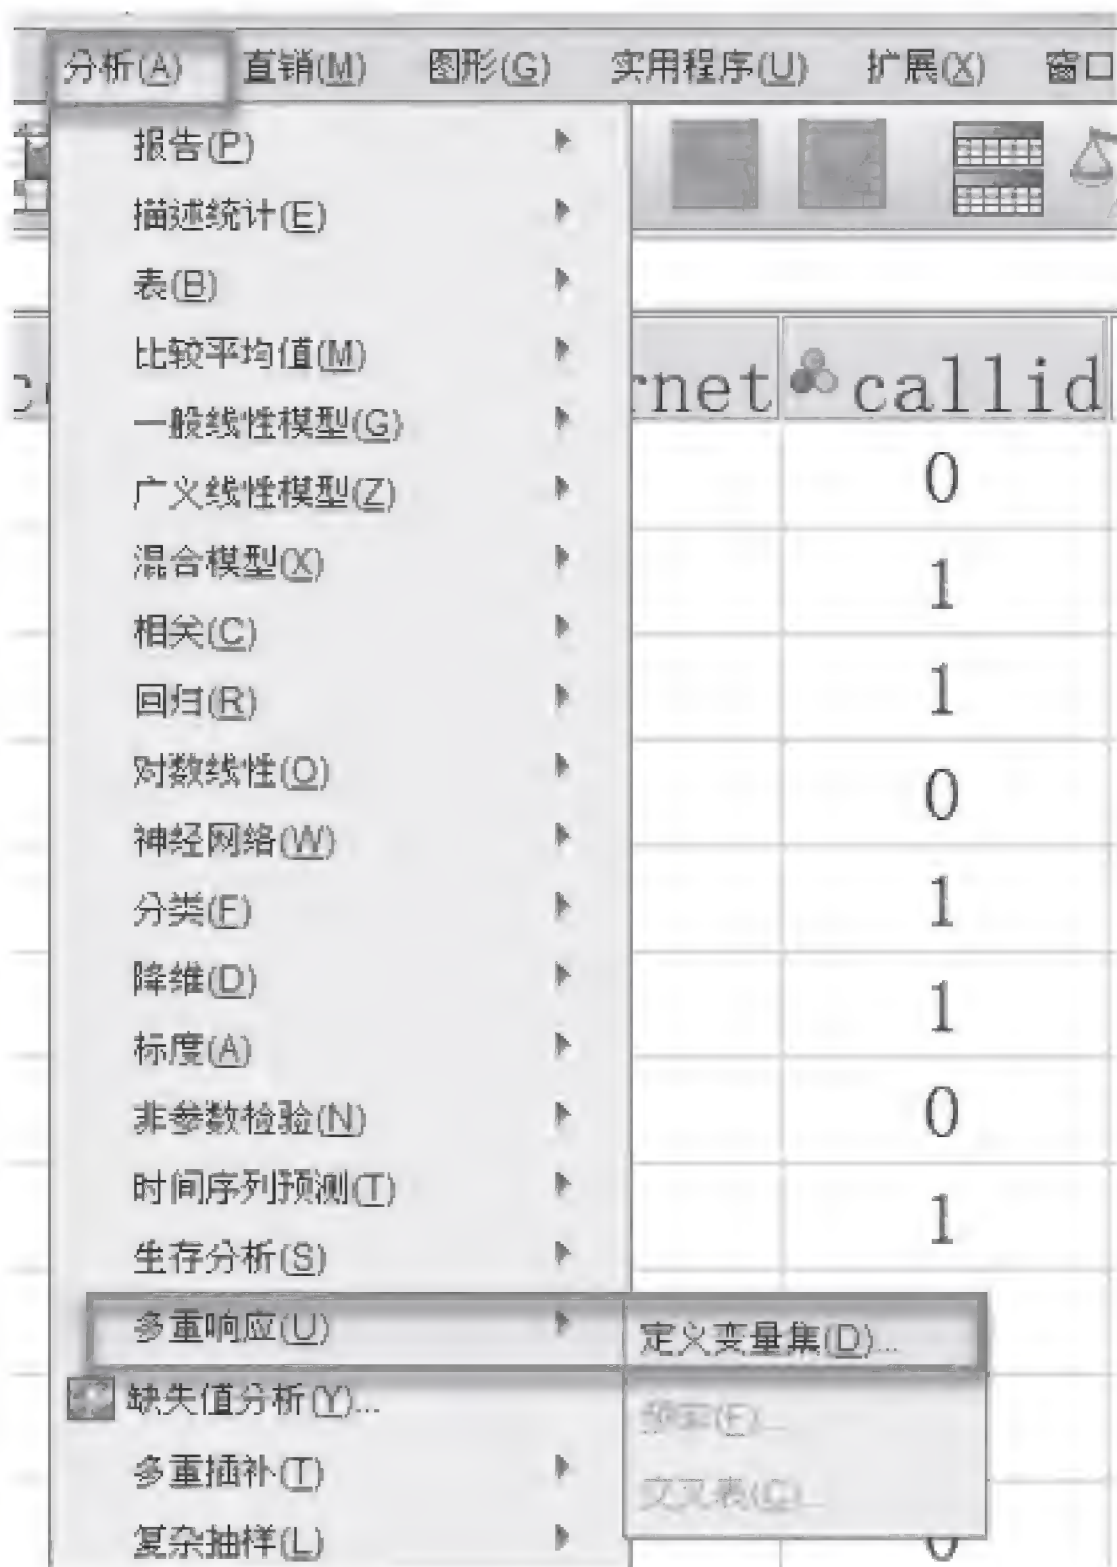 分析(A) 直销(M) 图形(G) 实用程序(U) 扩展(X) 窗口
报告(P)
描述统计(E)
表(B)
比较平均值(M)
rnet callid
一般线性模型(G)
广义线性模型(Z)
0
混合模型(X)
1
相关(C)
回归(R)
1
对数线性(O)
0
神经网络(W)
分类(F)
1
降维(D)
1
标度(A)
非参数检验(N)
0
时间序列预测(T)
1
生存分析(S)
多重响应(U)
定义变量集(D)...
缺失值分析(Y)...
频率(F)...
多重插补(T)
交叉表(C)...
复杂抽样(L)